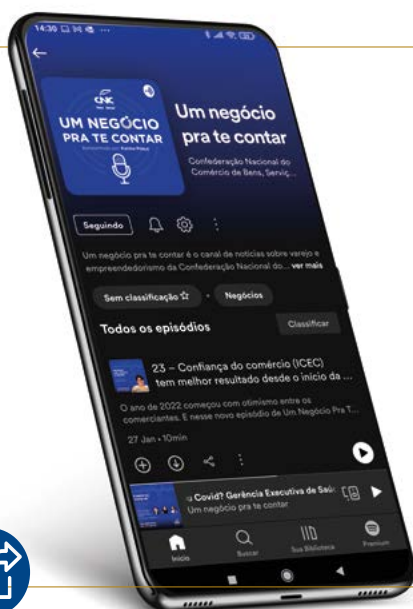 14:30
CNC
UM NEGÓCIO
PRA TE CONTAR
Um negócio
pra te contar
Confederação Nacional do
Comércio de Bens, Serviç...
Seguindo
Um negócio pra te contar é o canal de notícias sobre varejo e
empreendedorismo da Confederação Nacional do... ver mais
Sem classificação
Negócios
Todos os episódios
Classificar
23 – Confiança do comércio (ICEC)
tem melhor resultado desde o início da ...
O ano de 2022 começou com otimismo entre os
comerciantes. E nesse novo episódio de Um Negócio Pra T...
27 Jan • 10min
a Covid? Gerência Executiva de Saú
Um negócio pra te contar
Início
Buscar
Sua Biblioteca
Premium